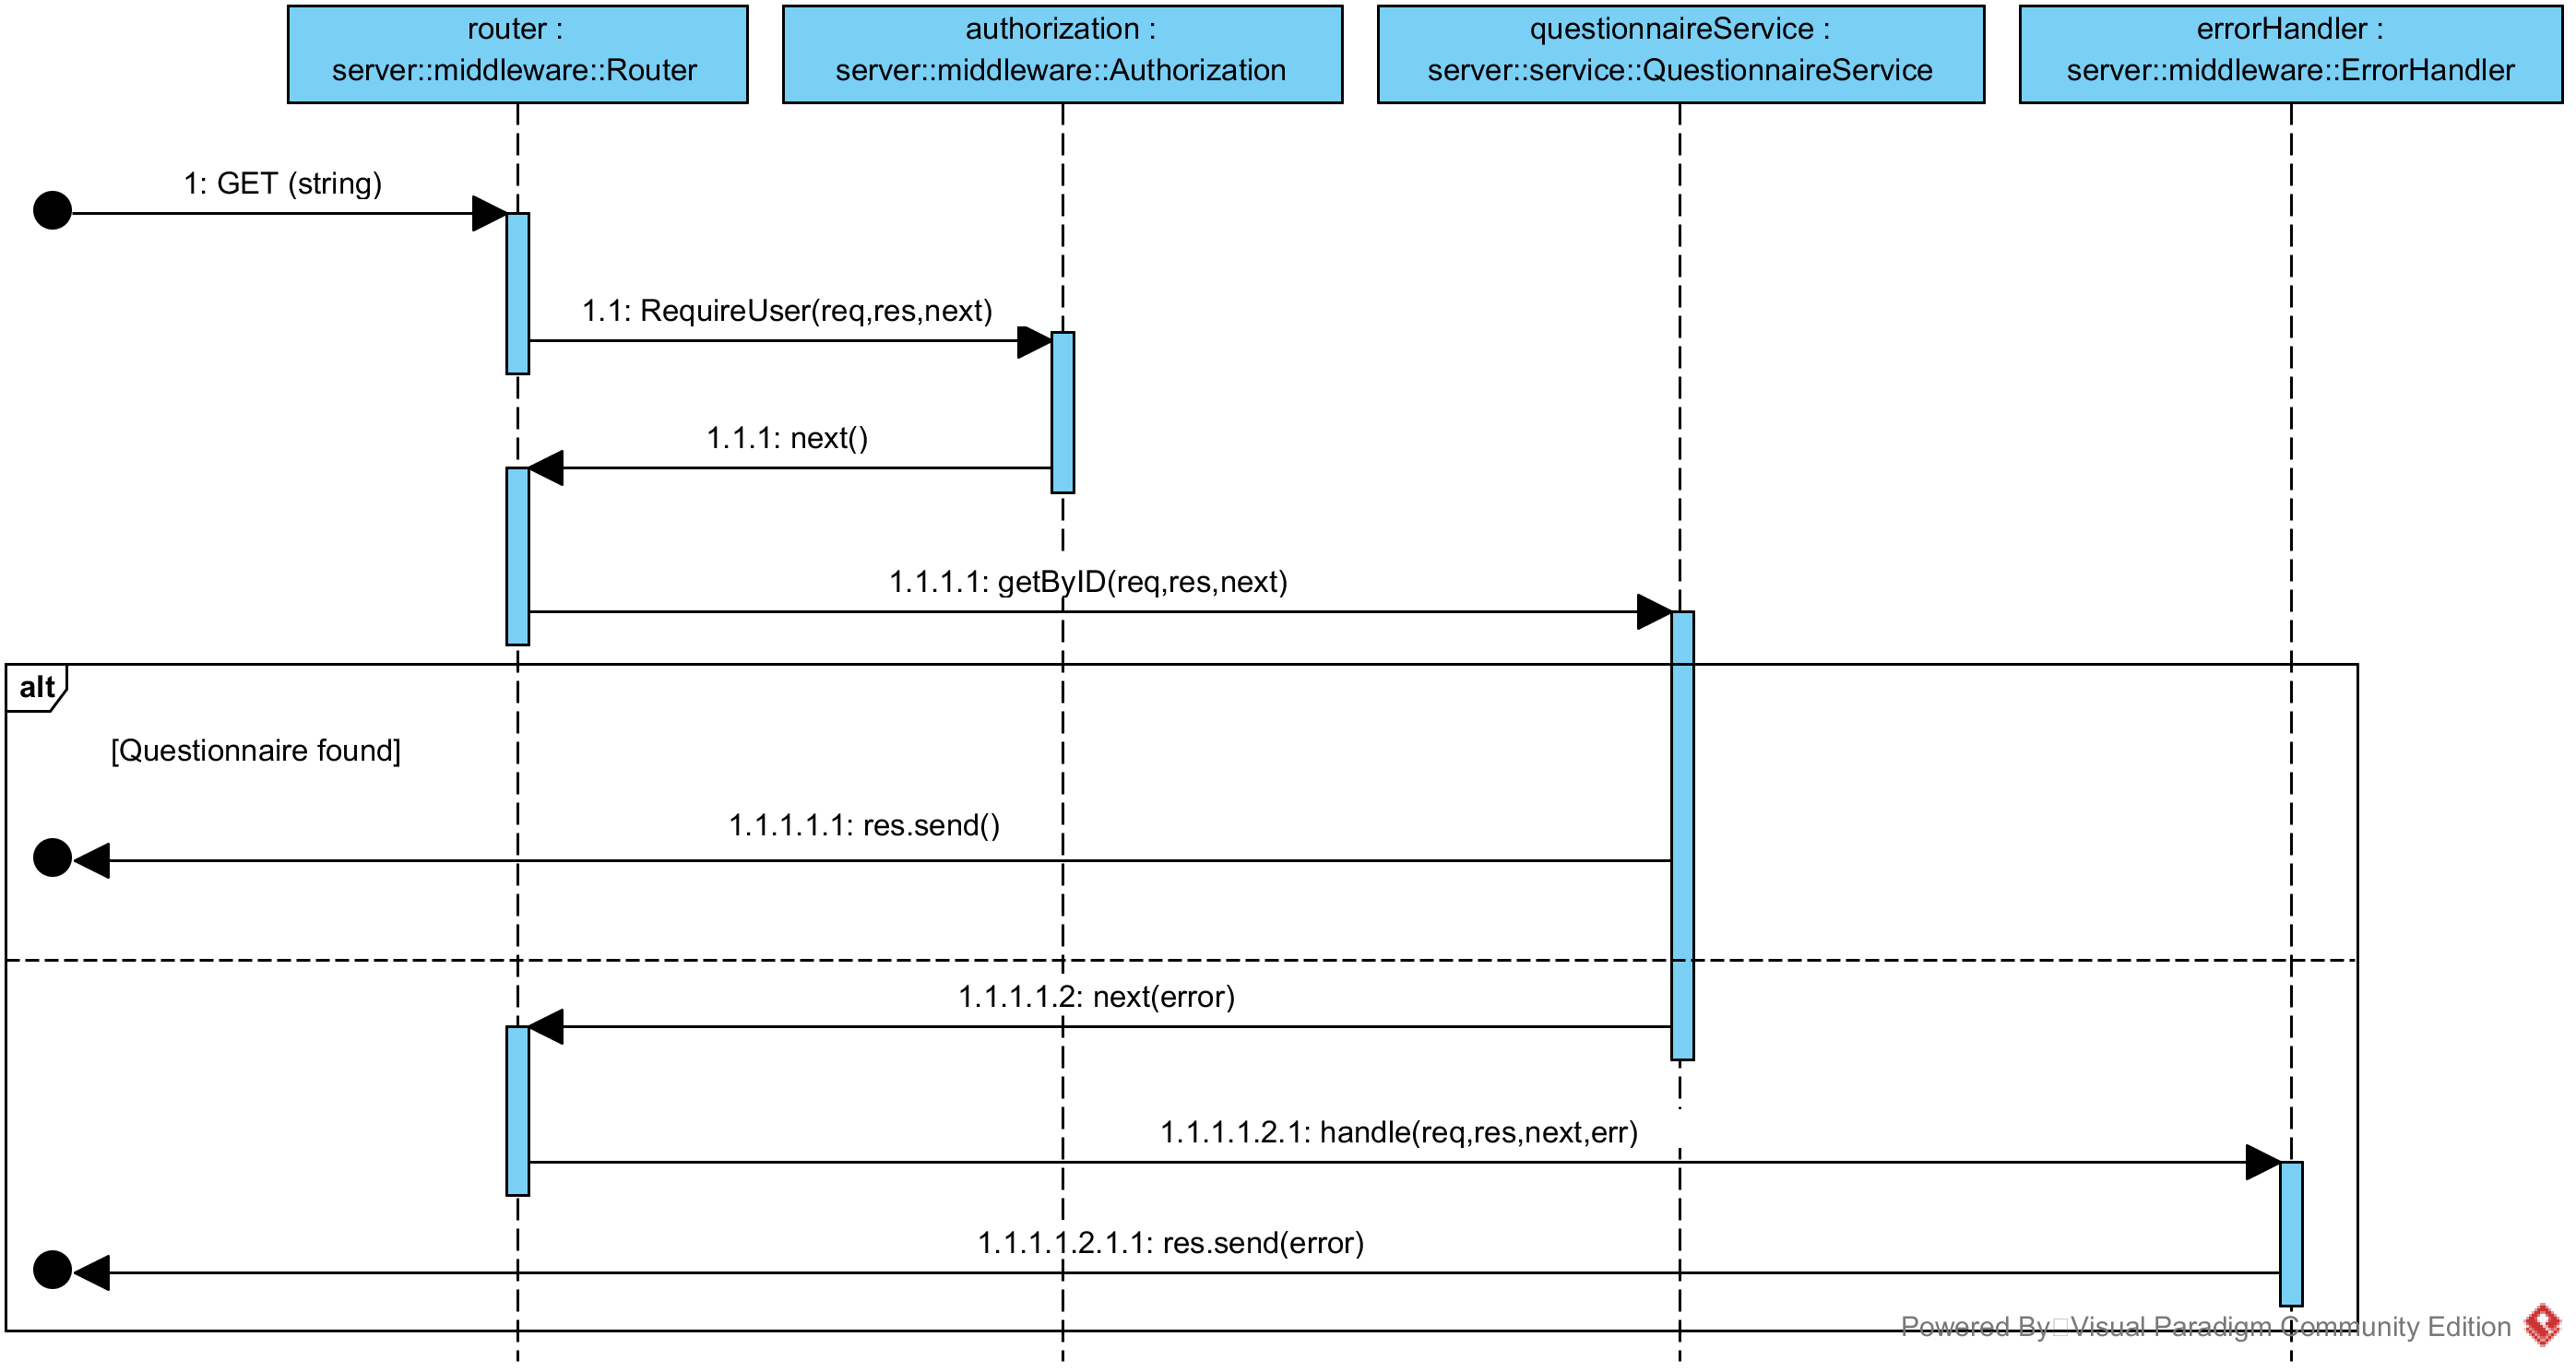 router :
server::middleware::Router
authorization :
server::middleware::Authorization
questionnaireService :
server::service::QuestionnaireService
errorHandler :
server::middleware::ErrorHandler
1: GET (string)
1.1: RequireUser(req,res,next)
1.1.1: next()
1.1.1.1: getByID(req,res,next)
alt
[Questionnaire found]
1.1.1.1.1: res.send()
1.1.1.1.2: next(error)
1.1.1.1.2.1: handle(req,res,next,err)
1.1.1.1.2.1.1: res.send(error)
Powered By Visual Paradigm Community Edition